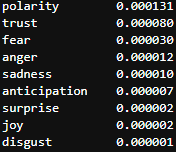 polarity 0.000131
trust 0.000080
fear 0.000030
anger 0.000012
sadness 0.000010
anticipation 0.000007
surprise 0.000002
joy 0.000002
disgust 0.000001